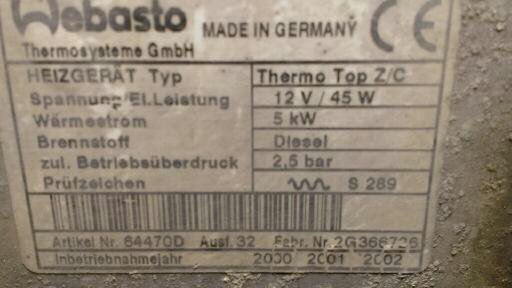 Webasto MADE IN GERMANY CE
Thermosysteme GmbH
HEIZGERÄT Typ Thermo Top Z/C
Spannung/El.Leistung 12 V / 45 W
Wärmestrom 5 kW
Brennstoff Diesel
zul. Betriebsüberdruck 2,5 bar
Prüfzeichen S 289
Artikel Nr. 64470D Ausf. 32 Fabr. Nr. 2G366726
Inbetriebnahmejahr 2000 2001 2002